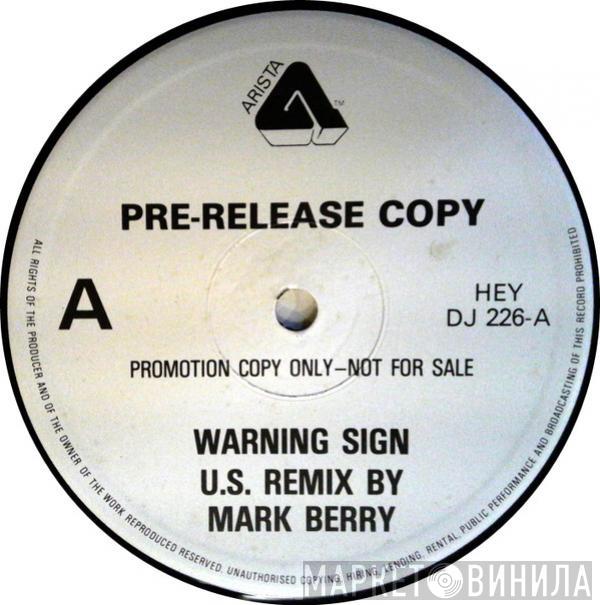 ARISTA
TM
PRE-RELEASE COPY
A
HEY
DJ 226-A
PROMOTION COPY ONLY–NOT FOR SALE
WARNING SIGN
U.S. REMIX BY
MARK BERRY
ALL RIGHTS OF THE PRODUCER AND OF THE OWNER OF THE WORK REPRODUCED RESERVED. UNAUTHORISED COPYING, HIRING, LENDING, RENTAL, PUBLIC PERFORMANCE AND BROADCASTING OF THIS RECORD PROHIBITED
МАРКЕТ ВИНИЛА